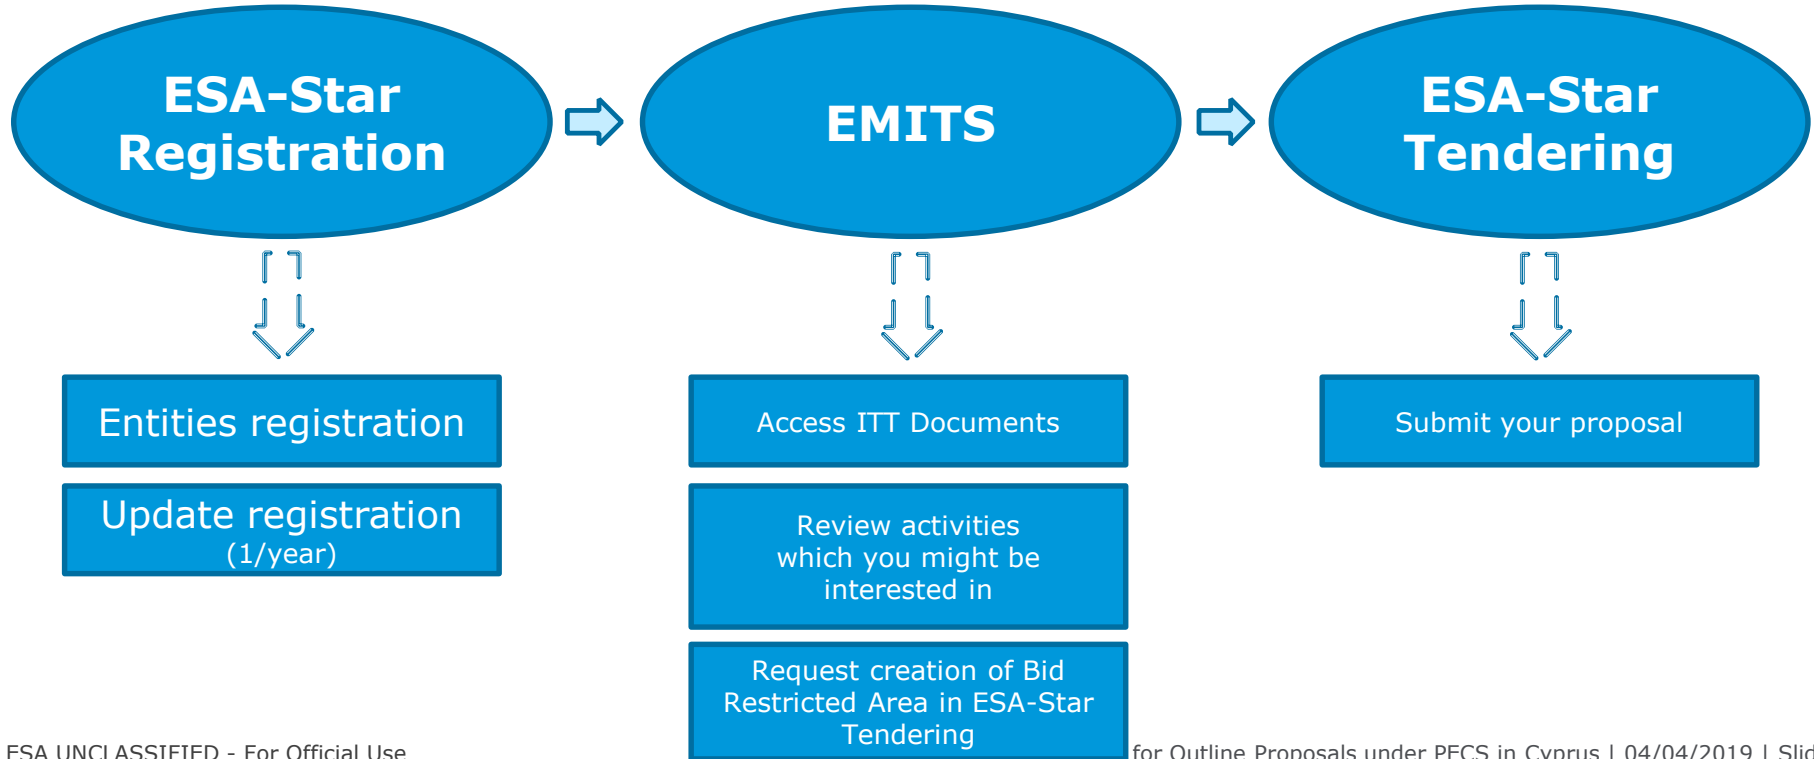 ESA-Star
Registration
EMITS
ESA-Star
Tendering
Entities registration
Update registration
(1/year)
Access ITT Documents
Review activities
which you might be
interested in
Request creation of Bid
Restricted Area in ESA-Star
Tendering
Submit your proposal
ESA UNCLASSIFIED - For Official Use
for Outline Proposals under PECS in Cyprus | 04/04/2019 | Slid